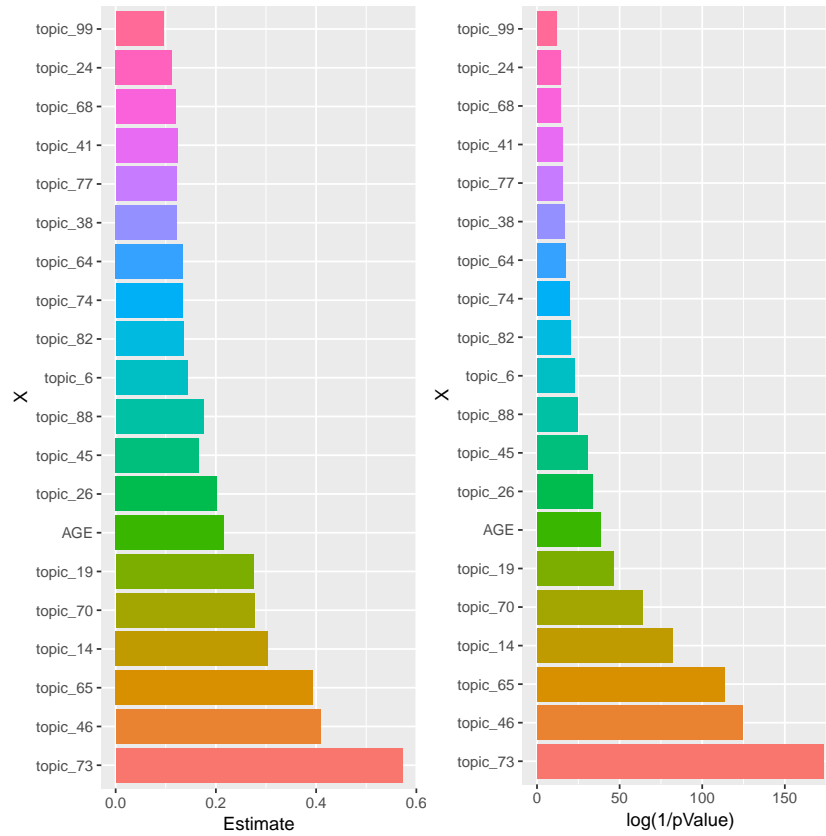 topic_99
topic_24
topic_68
topic_41
topic_77
topic_38
topic_64
topic_74
topic_82
topic_6
topic_88
topic_45
topic_26
AGE
topic_19
topic_70
topic_14
topic_65
topic_46
topic_73
X
0.0 0.2 0.4 0.6
Estimate
topic_99
topic_24
topic_68
topic_41
topic_77
topic_38
topic_64
topic_74
topic_82
topic_6
topic_88
topic_45
topic_26
AGE
topic_19
topic_70
topic_14
topic_65
topic_46
topic_73
X
0 50 100 150
log(1/pValue)